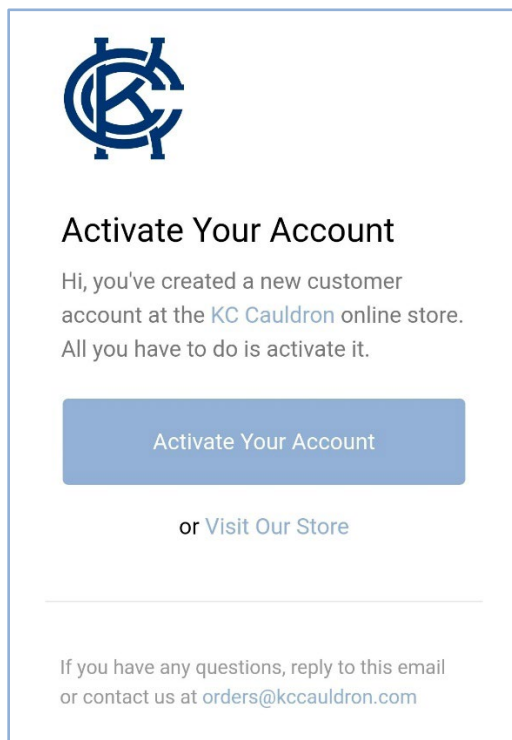 KCC
Activate Your Account
Hi, you've created a new customer
account at the KC Cauldron online store.
All you have to do is activate it.
Activate Your Account
or Visit Our Store
If you have any questions, reply to this email
or contact us at orders@kccauldron.com